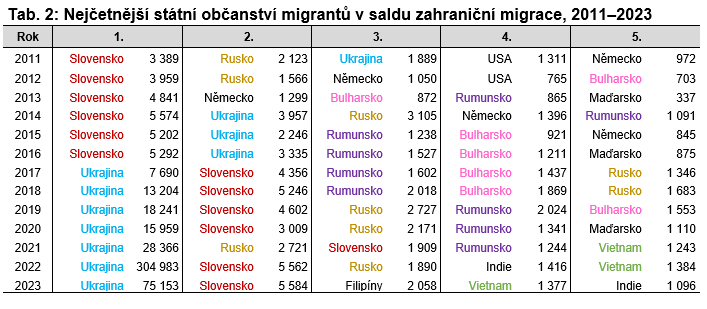 Tab. 2: Nejčetnější státní občanství migrantů v saldu zahraniční migrace, 2011–2023
Rok 1. 2. 3. 4. 5.
2011 Slovensko 3 389 Rusko 2 123 Ukrajina 1 889 USA 1 311 Německo 972
2012 Slovensko 3 959 Rusko 1 566 Německo 1 050 USA 765 Bulharsko 703
2013 Slovensko 4 841 Německo 1 299 Bulharsko 872 Rumunsko 865 Maďarsko 337
2014 Slovensko 5 574 Ukrajina 3 957 Rusko 3 105 Německo 1 396 Rumunsko 1 091
2015 Slovensko 5 202 Ukrajina 2 246 Rumunsko 1 238 Bulharsko 921 Německo 845
2016 Slovensko 5 292 Ukrajina 3 335 Rumunsko 1 527 Bulharsko 1 211 Maďarsko 875
2017 Ukrajina 7 690 Slovensko 4 356 Rumunsko 1 602 Bulharsko 1 437 Rusko 1 346
2018 Ukrajina 13 204 Slovensko 5 246 Rumunsko 2 018 Bulharsko 1 869 Rusko 1 683
2019 Ukrajina 18 241 Slovensko 4 602 Rusko 2 727 Rumunsko 2 024 Bulharsko 1 553
2020 Ukrajina 15 959 Slovensko 3 009 Rusko 2 171 Rumunsko 1 341 Maďarsko 1 110
2021 Ukrajina 28 366 Rusko 2 721 Slovensko 1 909 Rumunsko 1 244 Vietnam 1 243
2022 Ukrajina 304 983 Slovensko 5 562 Rusko 1 890 Indie 1 416 Vietnam 1 384
2023 Ukrajina 75 153 Slovensko 5 584 Filipíny 2 058 Vietnam 1 377 Indie 1 096